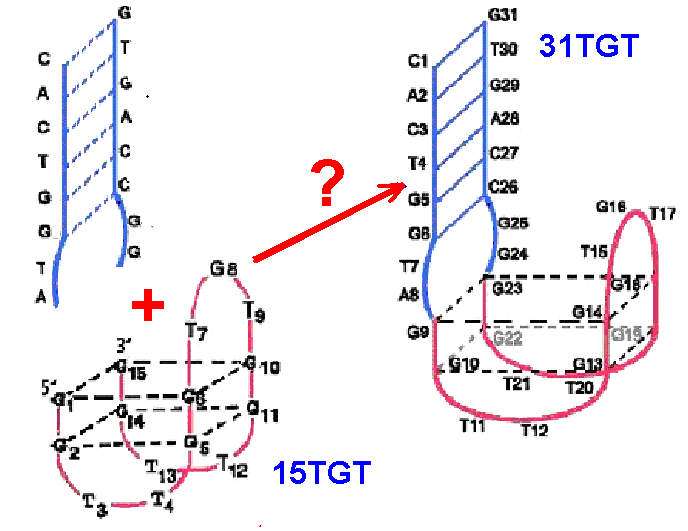 G
T
G
A
C
C
G
G
C
A
C
T
G
G
T
A
+
?
G8
T7
T9
3'
G15
G10
5'
G1
G6
G14
G11
G2
G5
T13
T12
T3
T4
15TGT
31TGT
G31
C1
T30
A2
G29
C3
A28
T4
C27
G5
C26
G6
G25
T7
G24
A8
G23
G16
T17
T15
G18
G14
G9
G22
G19
G10
G13
T21
T20
T11
T12